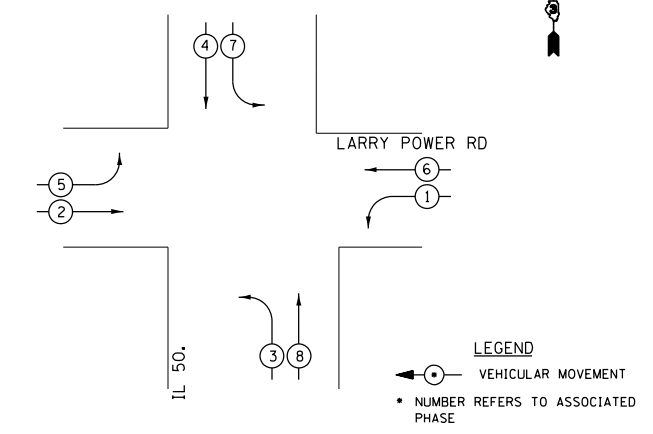 4 7
LARRY POWER RD
5
6
2
1
3 8
IL 50.
LEGEND
VEHICULAR MOVEMENT
* NUMBER REFERS TO ASSOCIATED
PHASE